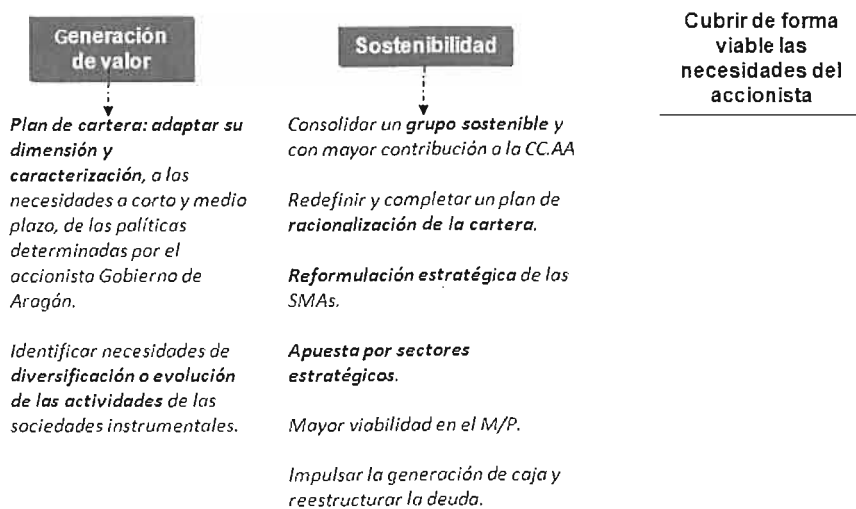 Generación
de valor
Plan de cartera: adaptar su
dimensión y
caracterización, a las
necesidades a corto y medio
plazo, de las políticas
determinadas por el
accionista Gobierno de
Aragón.
Identificar necesidades de
diversificación o evolución
de las actividades de las
sociedades instrumentales.
Sostenibilidad
Consolidar un grupo sostenible y
con mayor contribución a la CC.AA
Redefinir y completar un plan de
racionalización de la cartera.
Reformulación estratégica de las
SMAs.
Apuesta por sectores
estratégicos.
Mayor viabilidad en el M/P.
Impulsar la generación de caja y
reestructurar la deuda.
Cubrir de forma
viable las
necesidades del
accionista